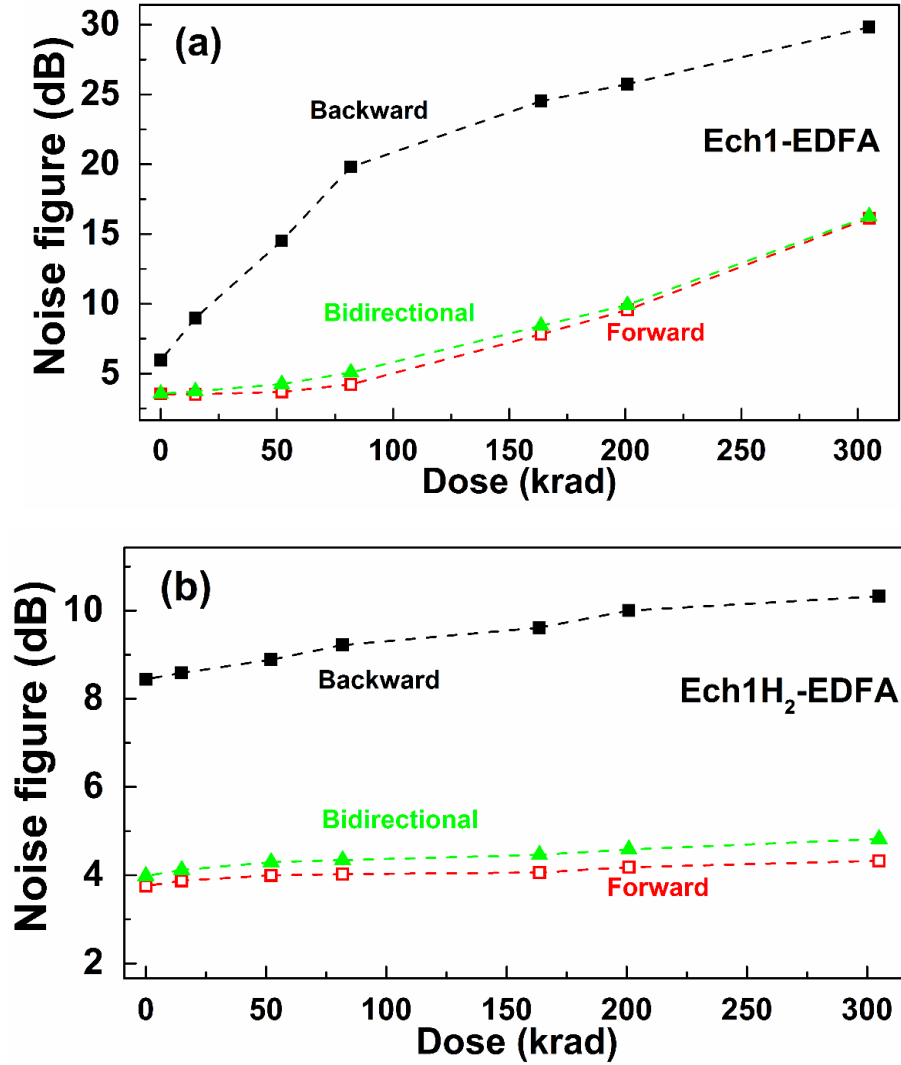 (a)
Noise figure (dB)
30
25
20
15
10
5
Backward
Ech1-EDFA
Bidirectional
Forward
0 50 100 150 200 250 300
Dose (krad)
(b)
Noise figure (dB)
10
8
6
4
2
Backward
Ech1H₂-EDFA
Bidirectional
Forward
0 50 100 150 200 250 300
Dose (krad)